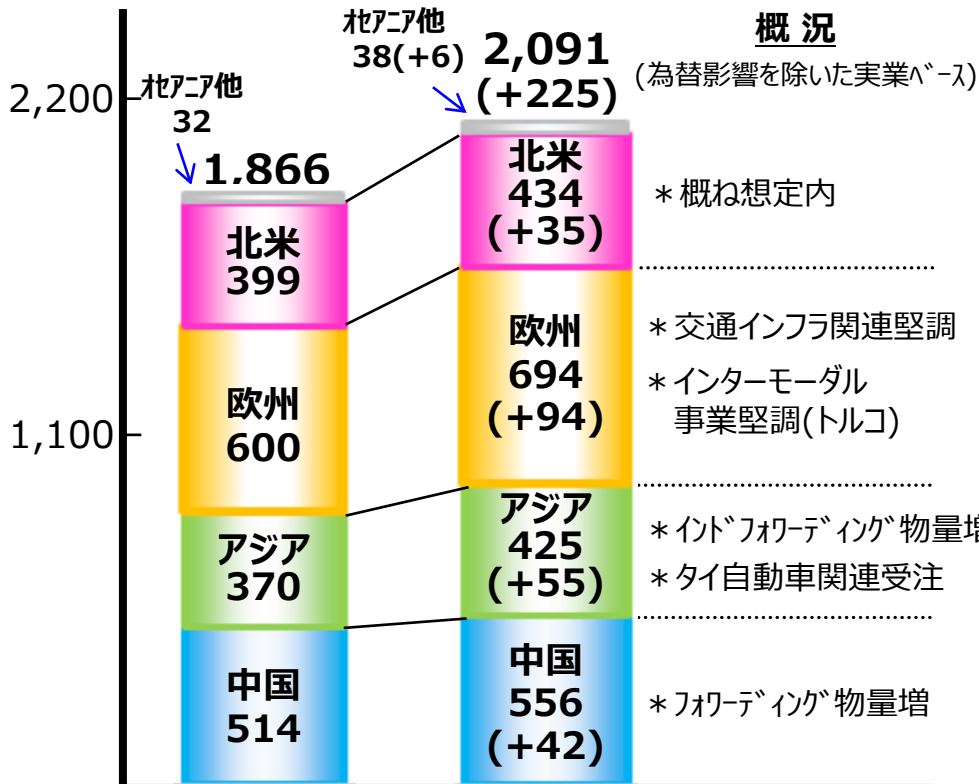 オセアニア他
38(+6)
2,091
(+225)
概 況
(為替影響を除いた実業ベース)
2,200
オセアニア他
32
1,866
北米
434
(+35)
＊概ね想定内
北米
399
欧州
694
(+94)
＊交通インフラ関連堅調
＊インターモーダル
事業堅調(トルコ)
欧州
600
1,100
アジア
425
(+55)
＊インドフォワーディング物量増
＊タイ自動車関連受注
アジア
370
中国
556
(+42)
＊フォワーディング物量増
中国
514